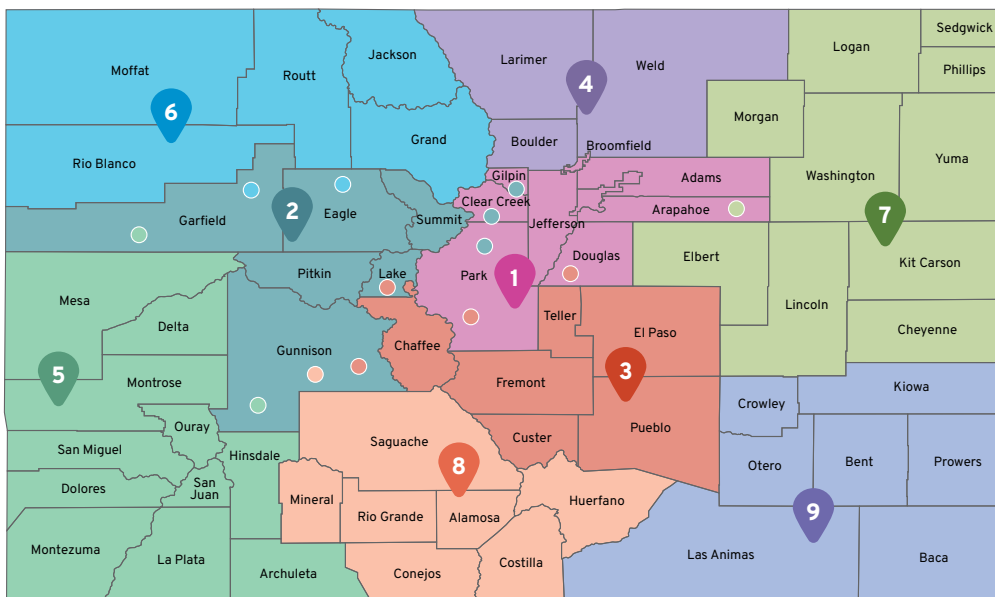 Sedgwick
Logan
Jackson
Larimer
Weld
Moffat
Routt
Phillips
4
6
Morgan
Grand
Boulder
Broomfield
Rio Blanco
Yuma
Washington
Gilpin
Adams
Clear Creek
Arapahoe
2
Eagle
Garfield
Summit
Jefferson
7
Douglas
Elbert
Kit Carson
Pitkin
Lake
Park
1
Mesa
Lincoln
Teller
Delta
El Paso
Cheyenne
Chaffee
Gunnison
5
Montrose
Fremont
3
Kiowa
Crowley
Ouray
Pueblo
Custer
Saguache
San Miguel
Hinsdale
Otero
Bent
Prowers
8
San
Juan
Dolores
Mineral
Huerfano
Rio Grande
Alamosa
9
Montezuma
La Plata
Las Animas
Baca
Costilla
Archuleta
Conejos